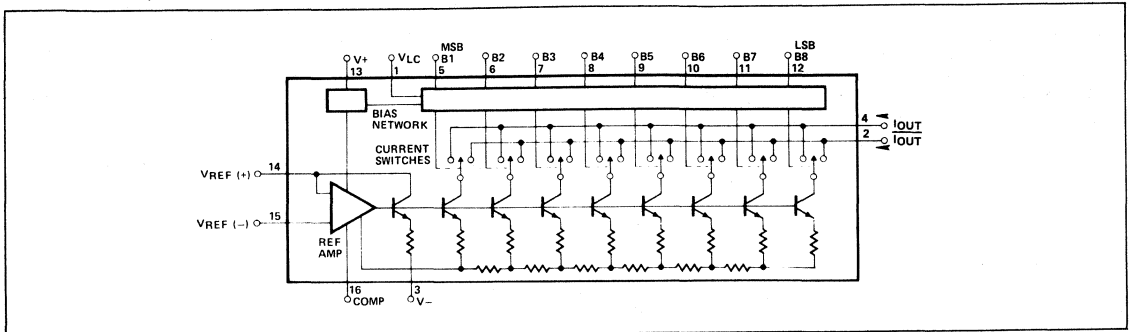 V+
13
VLC
1
MSB
B1
5
B2
6
B3
7
B4
8
B5
9
B6
10
B7
11
LSB
B8
12
BIAS
NETWORK
CURRENT
SWITCHES
4
IOUT
2
IOUT
14
VREF (+)
15
VREF (–)
REF
AMP
16
COMP
3
V–